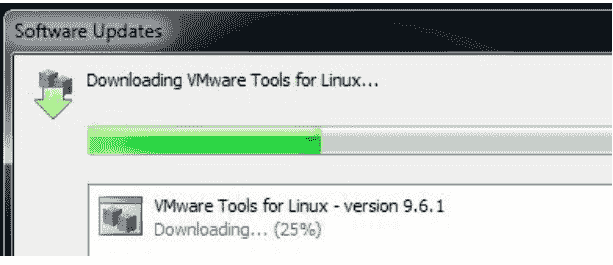 Software Updates
Downloading VMware Tools for Linux...
VMware Tools for Linux - version 9.6.1
Downloading... (25%)